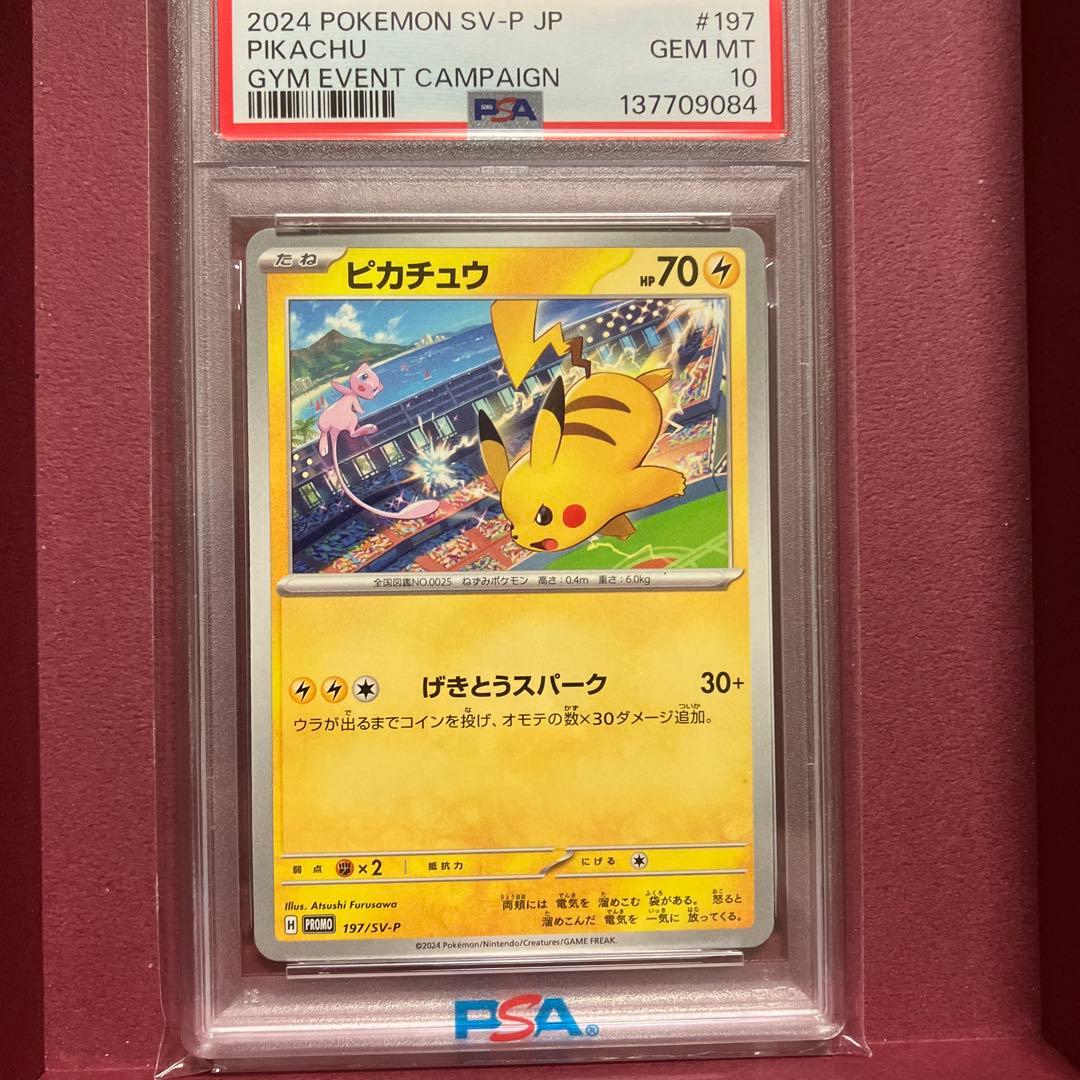 2024 POKEMON SV-P JP #197
PIKACHU GEM MT
GYM EVENT CAMPAIGN 10
PSA 137709084
たね ピカチュウ HP70
全国図鑑NO.0025 ねずみポケモン 高さ:0.4m 重さ:6.0kg
げきとうスパーク 30+
ウラが出るまでコインを投げ、オモテの数×30ダメージ追加。
弱点 ×2 抵抗力 にげる
Illus. Atsushi Furusawa
両頬には 電気を 溜めこむ 袋がある。 怒ると
溜めこんだ 電気を 一気に 放ってくる。
H PROMO 197/SV-P
©2024 Pokémon/Nintendo/Creatures/GAME FREAK.
PSA®